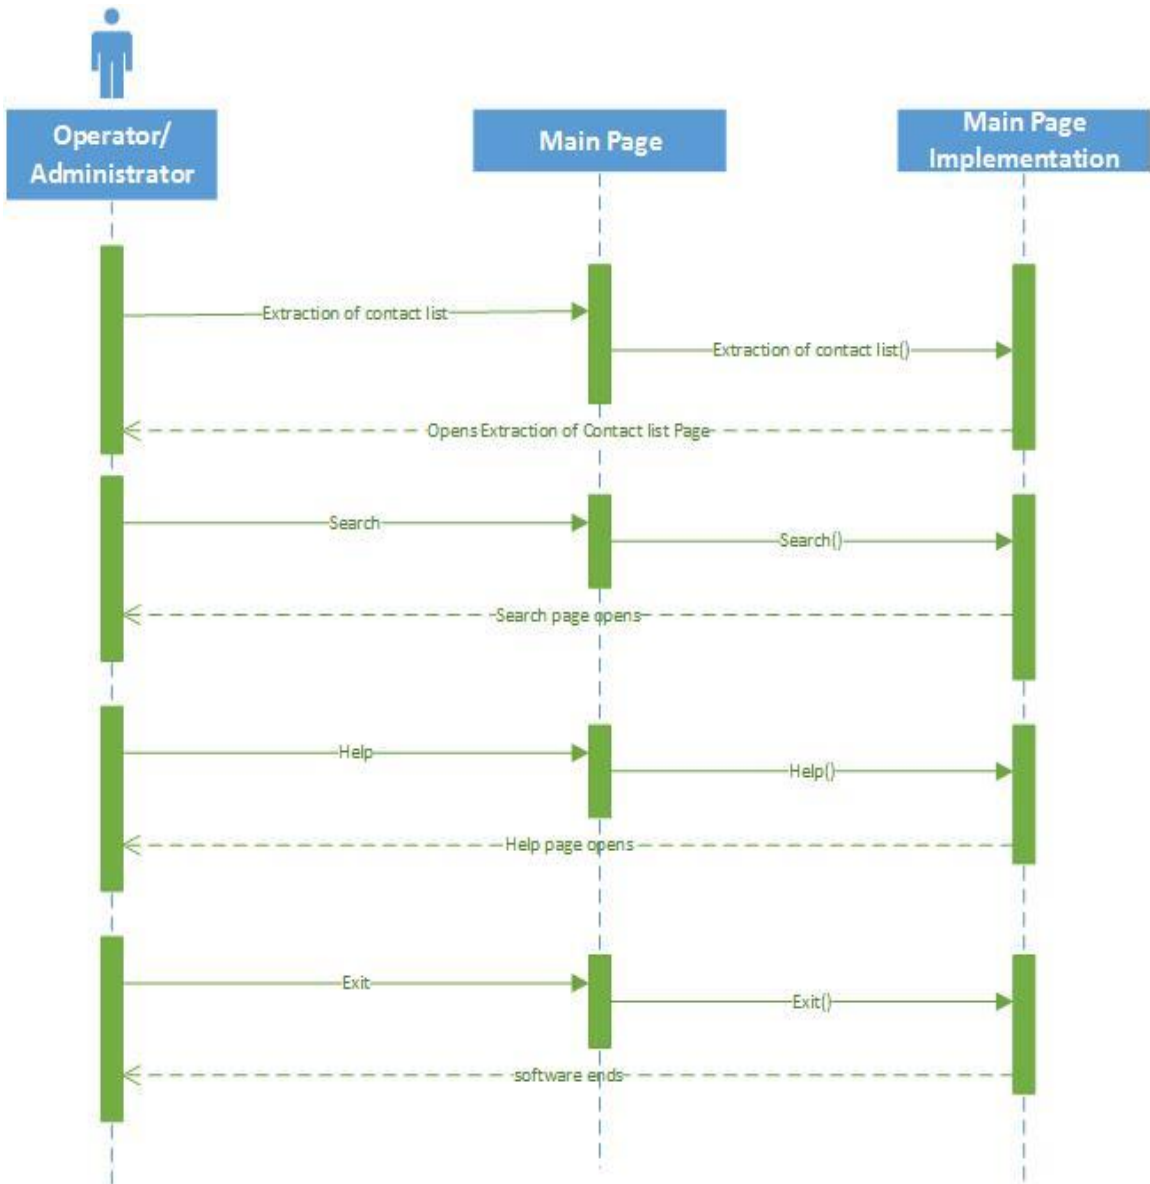 Operator/
Administrator
Main Page
Main Page
Implementation
Extraction of contact list
Extraction of contact list()
Opens Extraction of Contact list Page
Search
Search()
Search page opens
Help
Help()
Help page opens
Exit
Exit()
software ends